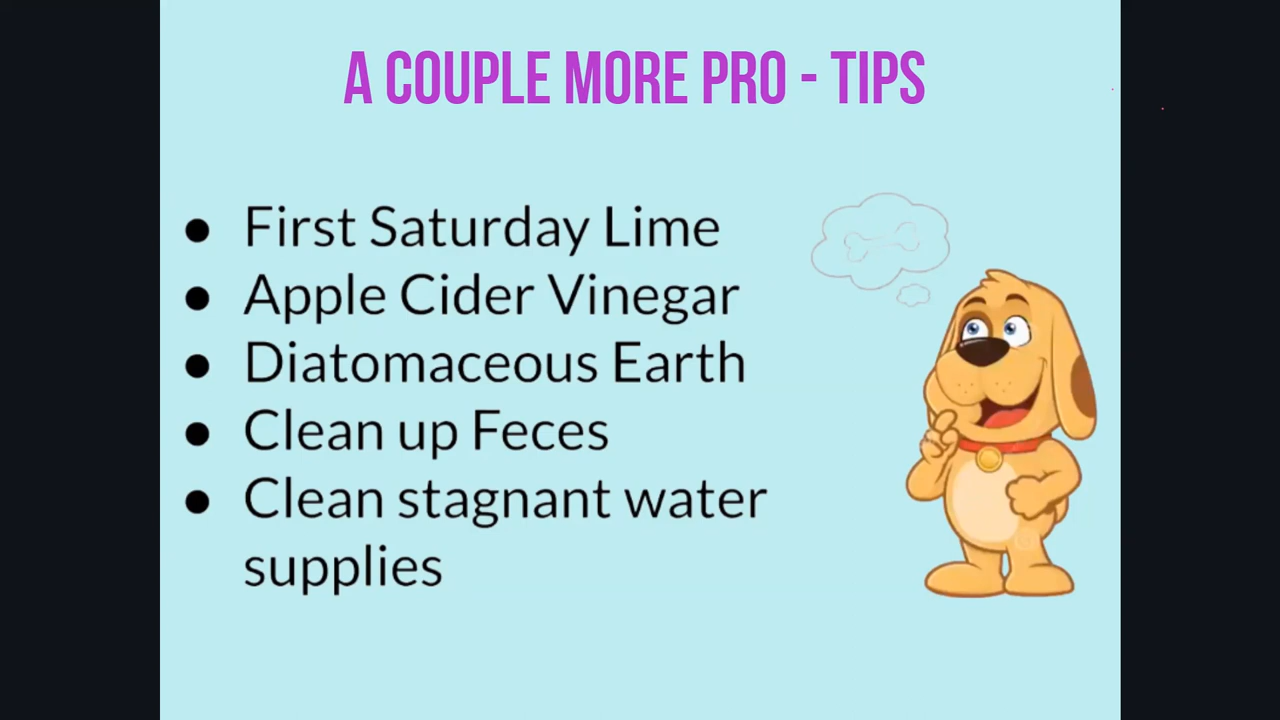 A COUPLE MORE PRO - TIPS
● First Saturday Lime
● Apple Cider Vinegar
● Diatomaceous Earth
● Clean up Feces
● Clean stagnant water
supplies